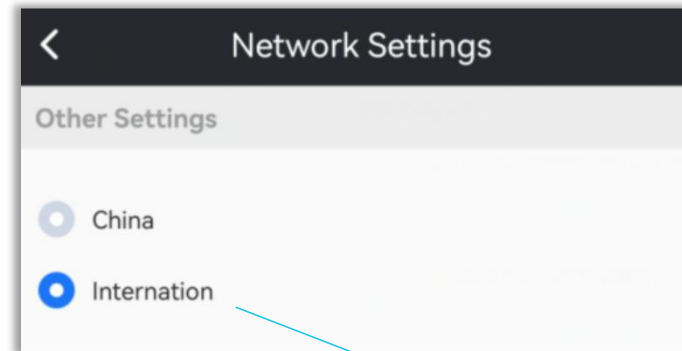 Network Settings
Other Settings
China
Internation